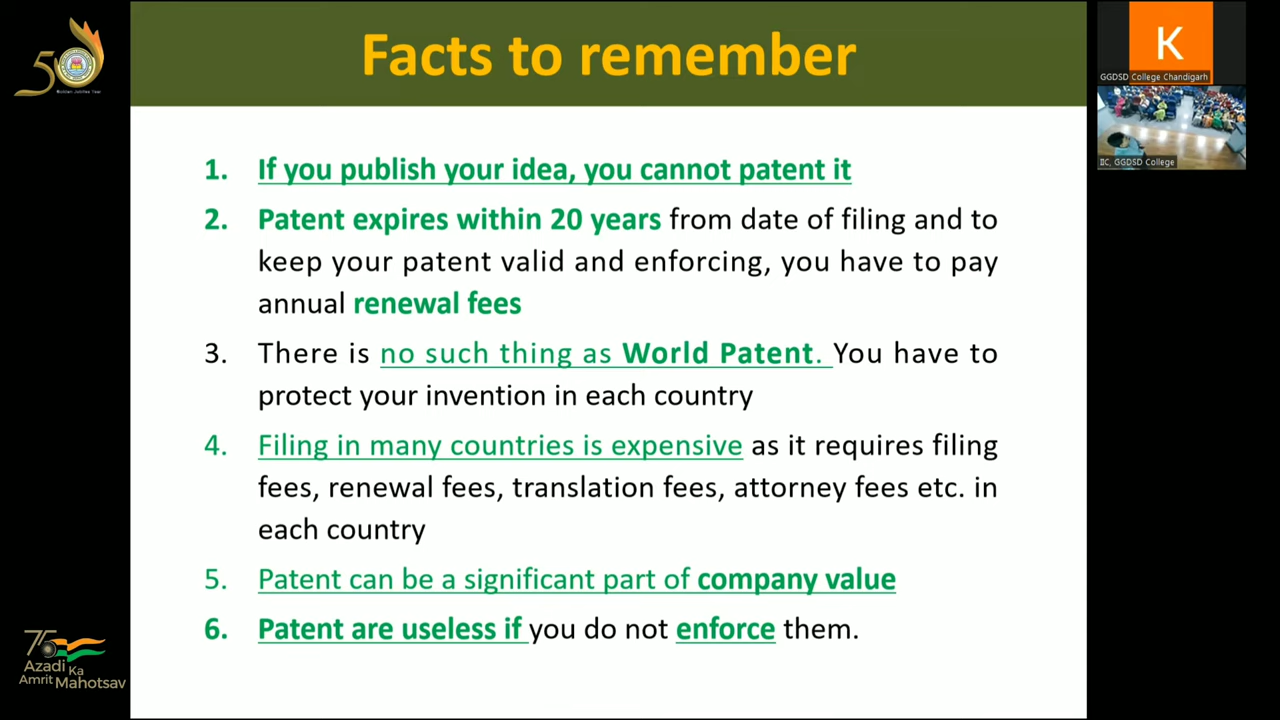 Facts to remember
1. If you publish your idea, you cannot patent it
2. Patent expires within 20 years from date of filing and to
keep your patent valid and enforcing, you have to pay
annual renewal fees
3. There is no such thing as World Patent. You have to
protect your invention in each country
4. Filing in many countries is expensive as it requires filing
fees, renewal fees, translation fees, attorney fees etc. in
each country
5. Patent can be a significant part of company value
6. Patent are useless if you do not enforce them.
50
Golden Jubilee Year
75
Azadi Ka
Amrit Mahotsav
K
GGDSD College Chandigarh
IIC, GGDSD College